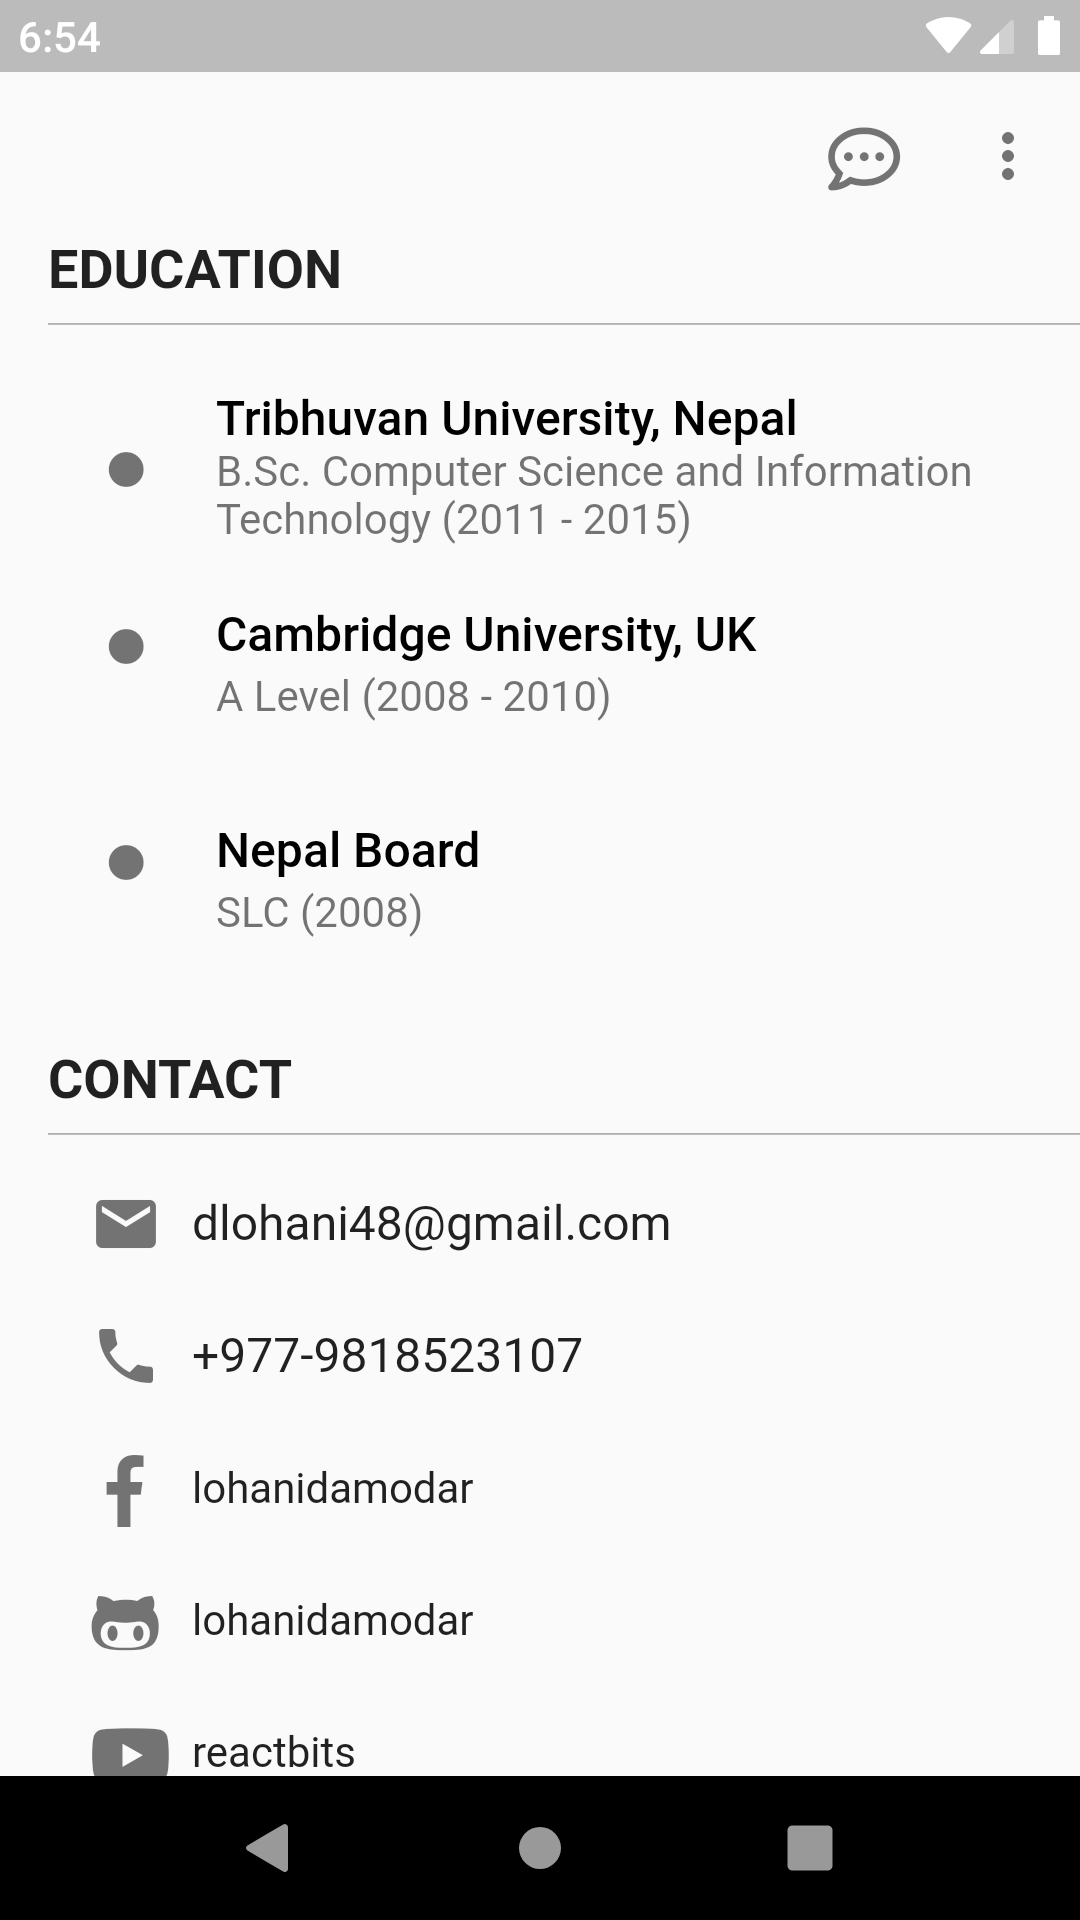 6:54
EDUCATION
Tribhuvan University, Nepal
B.Sc. Computer Science and Information
Technology (2011 - 2015)
Cambridge University, UK
A Level (2008 - 2010)
Nepal Board
SLC (2008)
CONTACT
dlohani48@gmail.com
+977-9818523107
lohanidamodar
lohanidamodar
reactbits